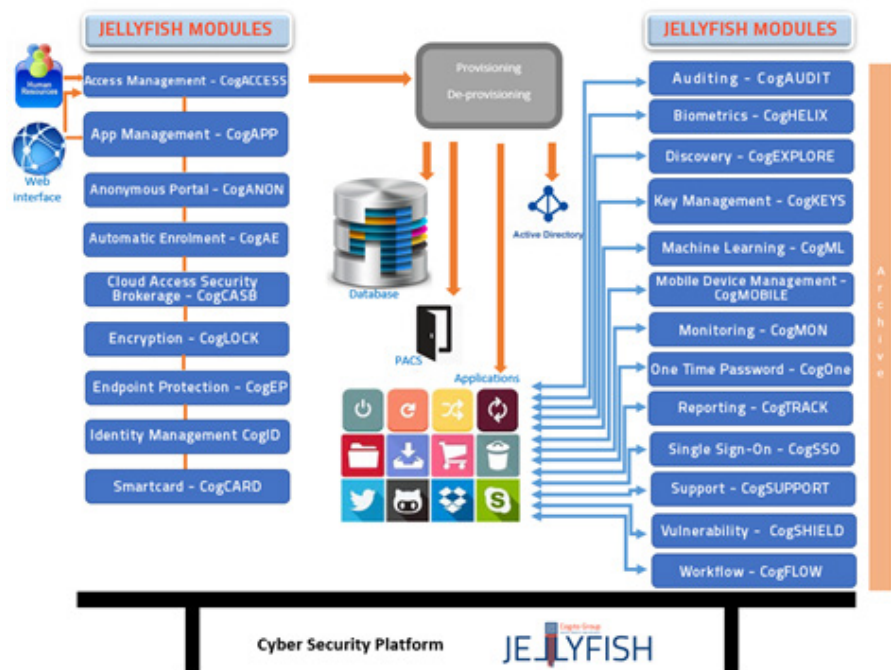 JELLYFISH MODULES
Human
Resources
Web
interface
Access Management - CogACCESS
App Management - CogAPP
Anonymous Portal - CogANON
Automatic Enrolment - CogAE
Cloud Access Security
Brokerage - CogCASB
Encryption - CogLOCK
Endpoint Protection - CogEP
Identity Management CogID
Smartcard - CogCARD
Provisioning
De-provisioning
Database
Active Directory
PACS
Applications
JELLYFISH MODULES
Auditing - CogAUDIT
Biometrics - CogHELIX
Discovery - CogEXPLORE
Key Management - CogKEYS
Machine Learning - CogML
Mobile Device Management -
CogMOBILE
Monitoring - CogMON
One Time Password - CogOne
Reporting - CogTRACK
Single Sign-On - CogSSO
Support - CogSUPPORT
Vulnerability - CogSHIELD
Workflow - CogFLOW
Archive
Cyber Security Platform
Cogito Group
JELLYFISH